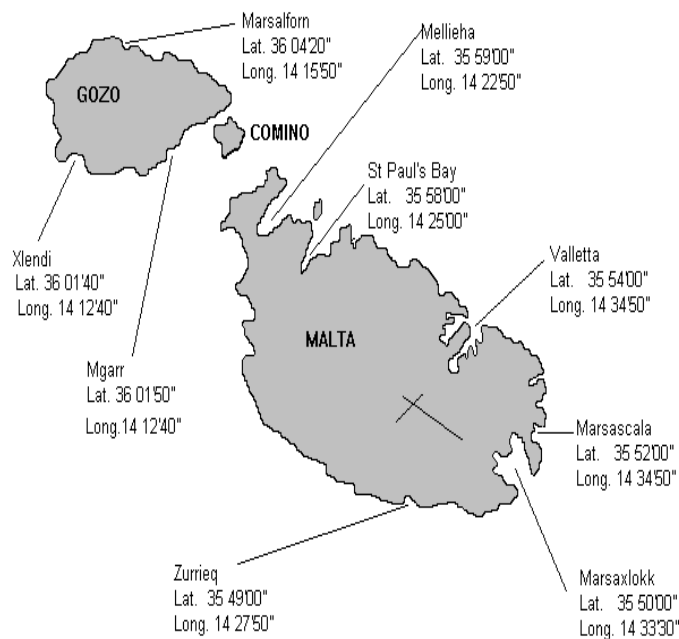 Marsalforn
Lat. 36 04'20"
Long. 14 15'50"
Mellieha
Lat. 35 59'00"
Long. 14 22'50"
GOZO
COMINO
St Paul's Bay
Lat. 35 58'00"
Long. 14 25'00"
Xlendi
Lat. 36 01'40"
Long. 14 12'40"
Valletta
Lat. 35 54'00"
Long. 14 34'50"
MALTA
Mgarr
Lat. 36 01'50"
Long.14 12'40"
Marsascala
Lat. 35 52'00"
Long. 14 34'50"
Zurrieq
Lat. 35 49'00"
Long. 14 27'50"
Marsaxlokk
Lat. 35 50'00"
Long. 14 33'30"